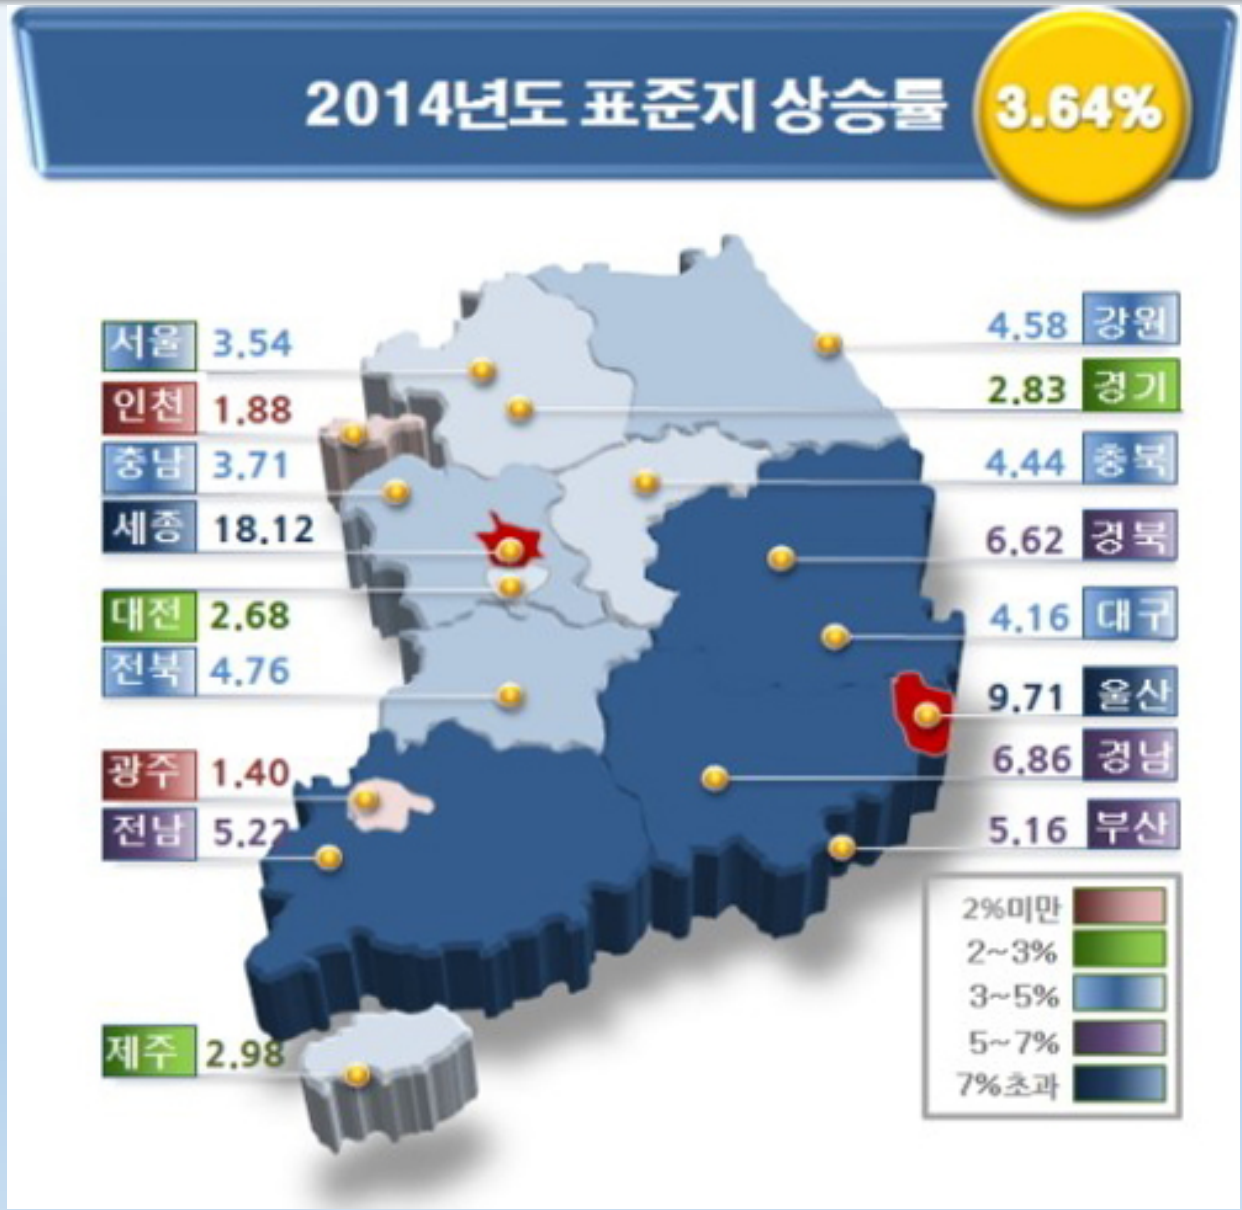 2014년도 표준지 상승률 3.64%
서울 3.54
인천 1.88
충남 3.71
세종 18.12
대전 2.68
전북 4.76
광주 1.40
전남 5.22
제주 2.98
4.58 강원
2.83 경기
4.44 충북
6.62 경북
4.16 대구
9.71 울산
6.86 경남
5.16 부산
2%미만
2~3%
3~5%
5~7%
7%초과